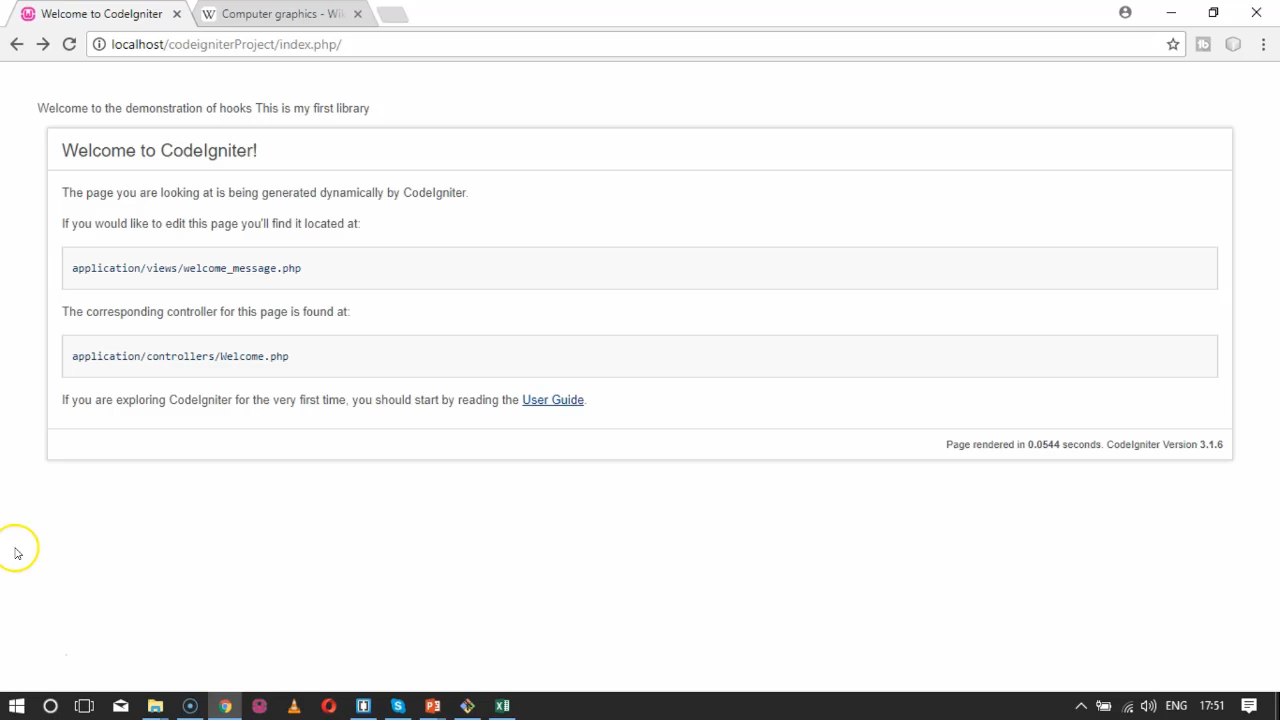 Welcome to CodeIgniter
Computer graphics - Wi
localhost/codeigniterProject/index.php/
Welcome to the demonstration of hooks This is my first library
Welcome to CodeIgniter!
The page you are looking at is being generated dynamically by CodeIgniter.
If you would like to edit this page you'll find it located at:
application/views/welcome_message.php
The corresponding controller for this page is found at:
application/controllers/Welcome.php
If you are exploring CodeIgniter for the very first time, you should start by reading the User Guide.
Page rendered in 0.0544 seconds. CodeIgniter Version 3.1.6
ENG 17:51